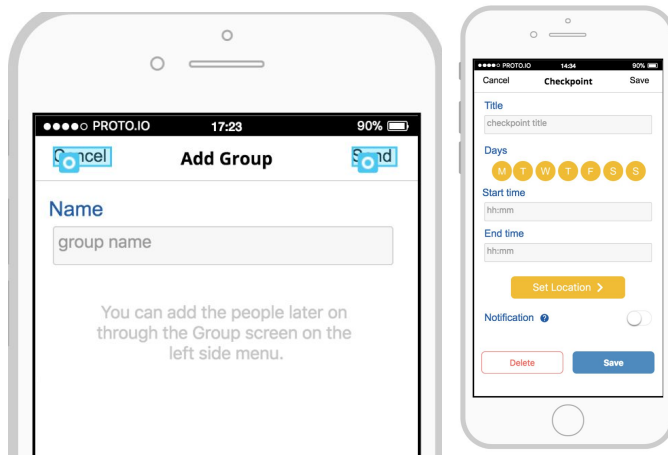 PROTO.IO 17:23 90%
Cancel Add Group Send
Name
group name
You can add the people later on
through the Group screen on the
left side menu.
PROTO.IO 14:34 90%
Cancel Checkpoint Save
Title
checkpoint title
Days
M T W T F S S
Start time
hh:mm
End time
hh:mm
Set Location
Notification ?
Delete Save